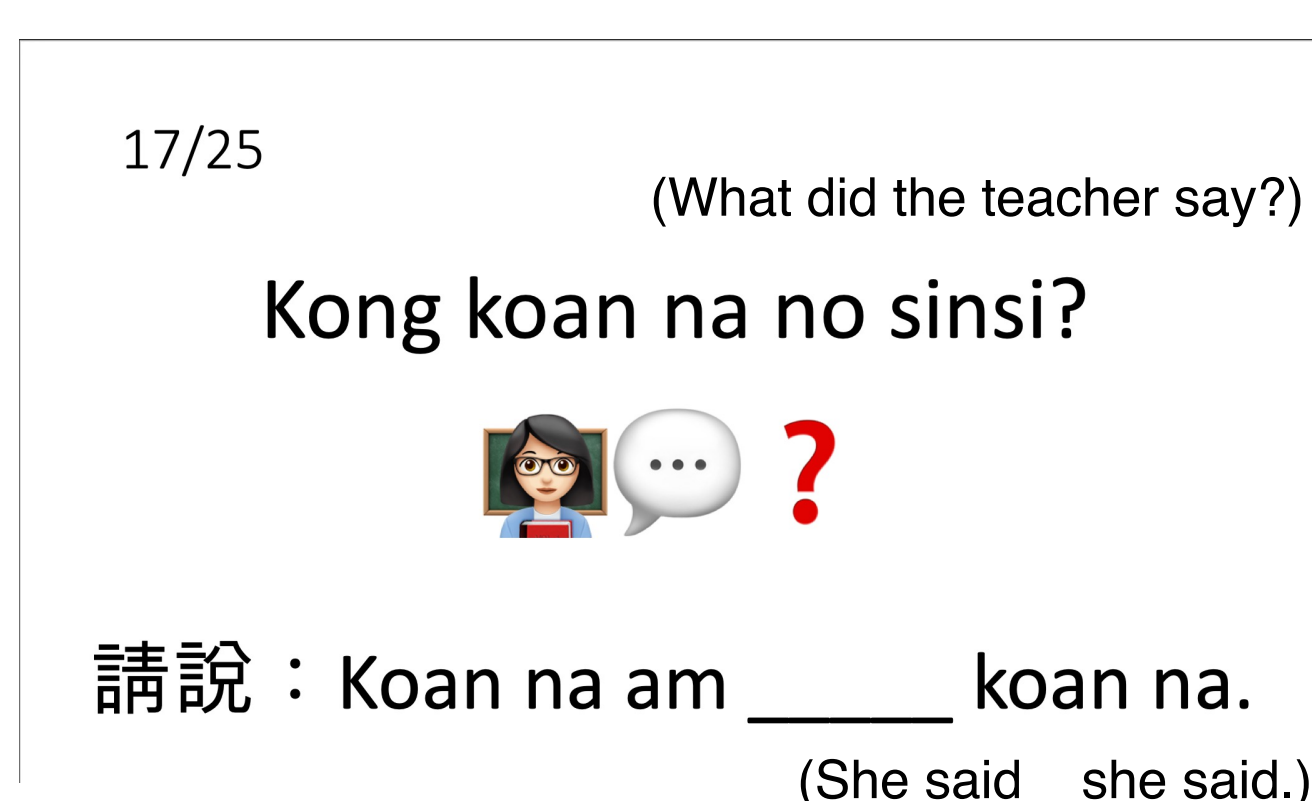 17/25
(What did the teacher say?)
Kong koan na no sinsi?
請說：Koan na am _____ koan na.
(She said she said.)